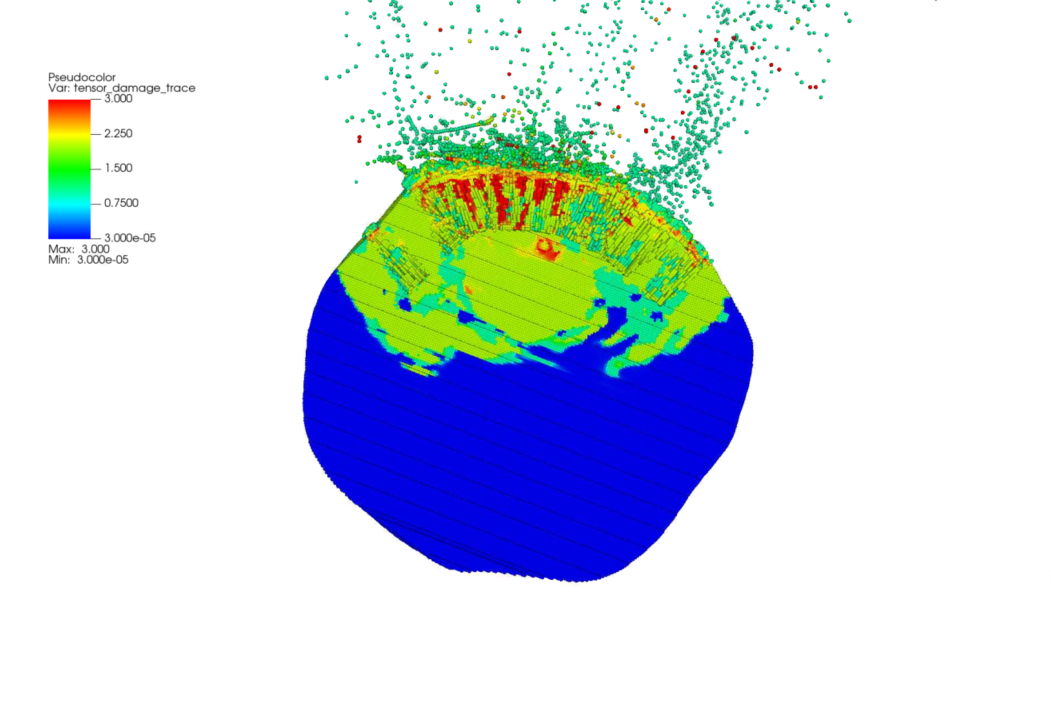 Pseudocolor
Var: tensor_damage_trace
3.000
2.250
1.500
0.7500
3.000e-05
Max: 3.000
Min: 3.000e-05